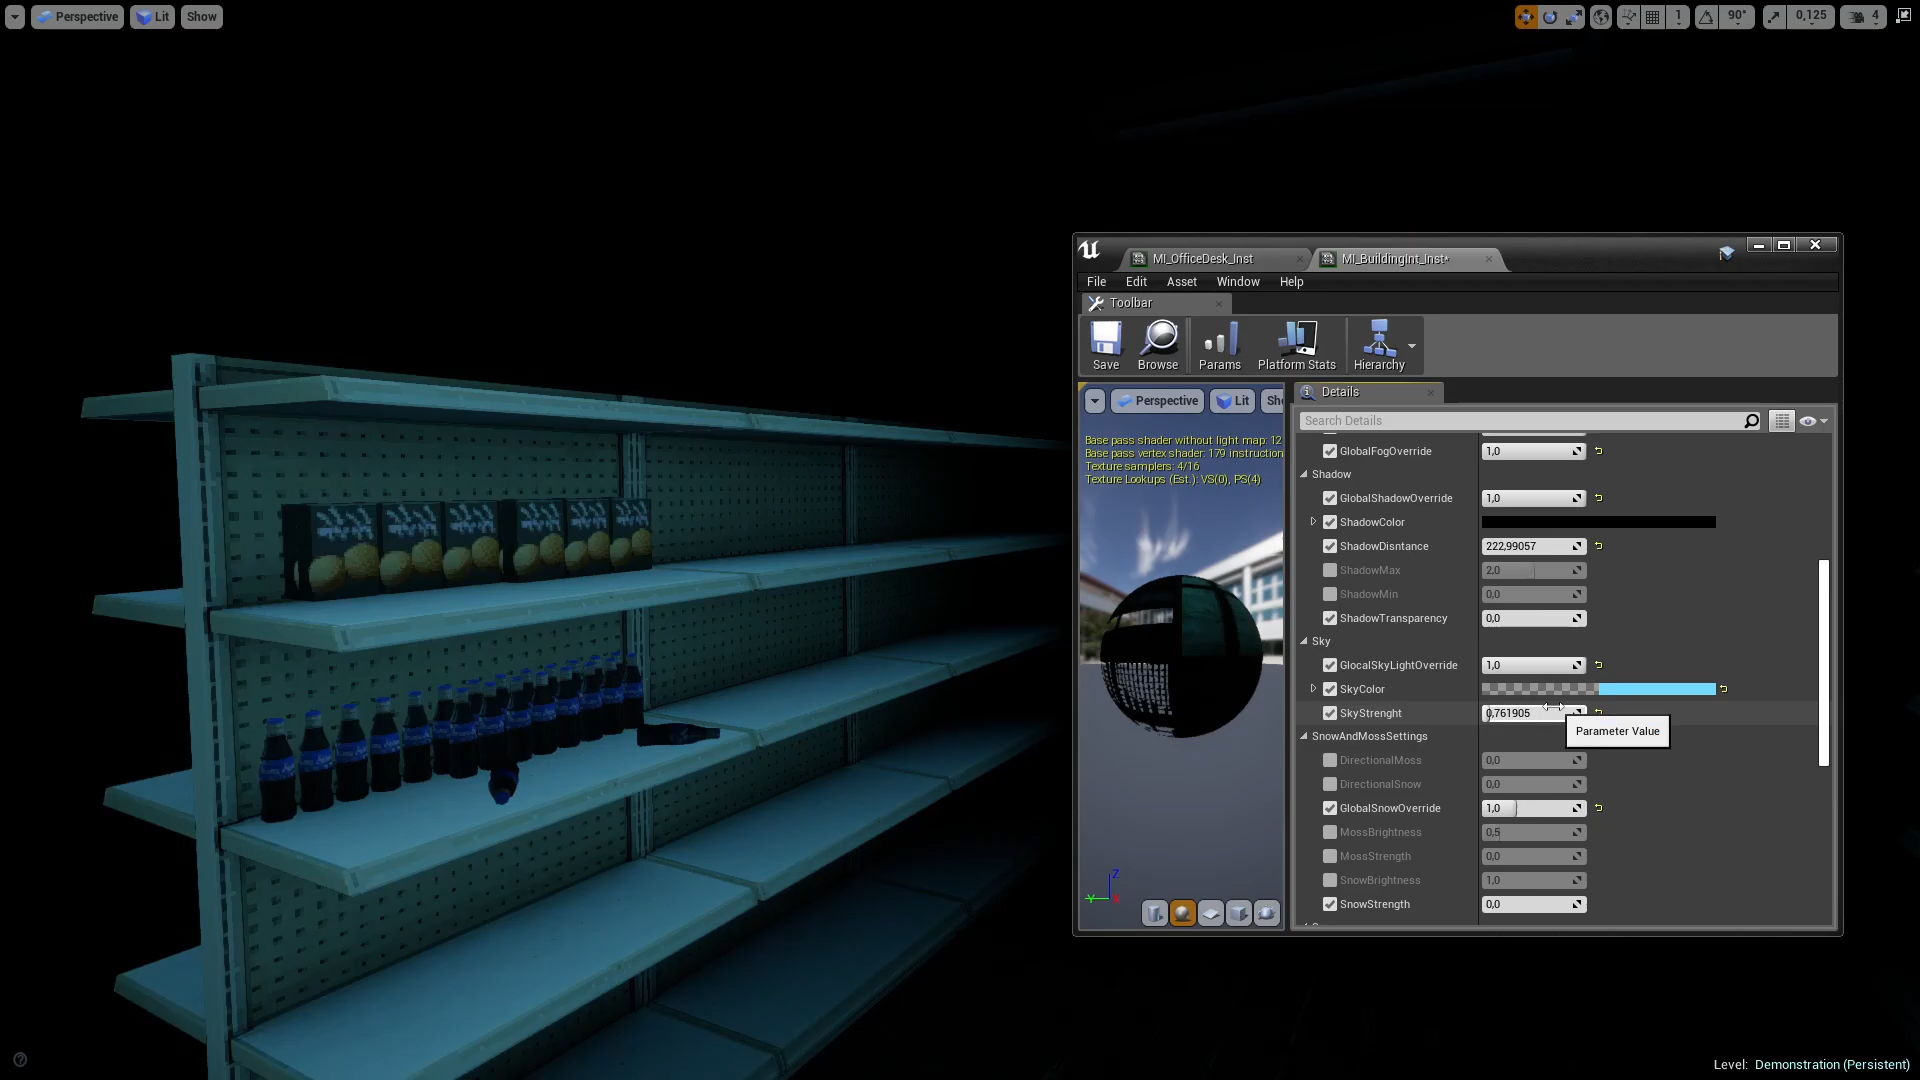 Perspective
Lit
Show
1
90°
0,125
4
MI_OfficeDesk_Inst
MI_BuildingInt_Inst*
File
Edit
Asset
Window
Help
Toolbar
Save
Browse
Params
Platform Stats
Hierarchy
Perspective
Lit
Sho
Base pass shader without light map: 12
Base pass vertex shader: 179 instruction
Texture samplers: 4/16
Texture Lookups (Est.): VS(0), PS(4)
Z
Y
Details
Search Details
GlobalFogOverride
1,0
Shadow
GlobalShadowOverride
1,0
ShadowColor
ShadowDisntance
222,99057
ShadowMax
2,0
ShadowMin
0,0
ShadowTransparency
0,0
Sky
GlocalSkyLightOverride
1,0
SkyColor
SkyStrenght
0,761905
Parameter Value
SnowAndMossSettings
DirectionalMoss
0,0
DirectionalSnow
0,0
GlobalSnowOverride
1,0
MossBrightness
0,5
MossStrength
0,0
SnowBrightness
1,0
SnowStrength
0,0
Level: Demonstration (Persistent)